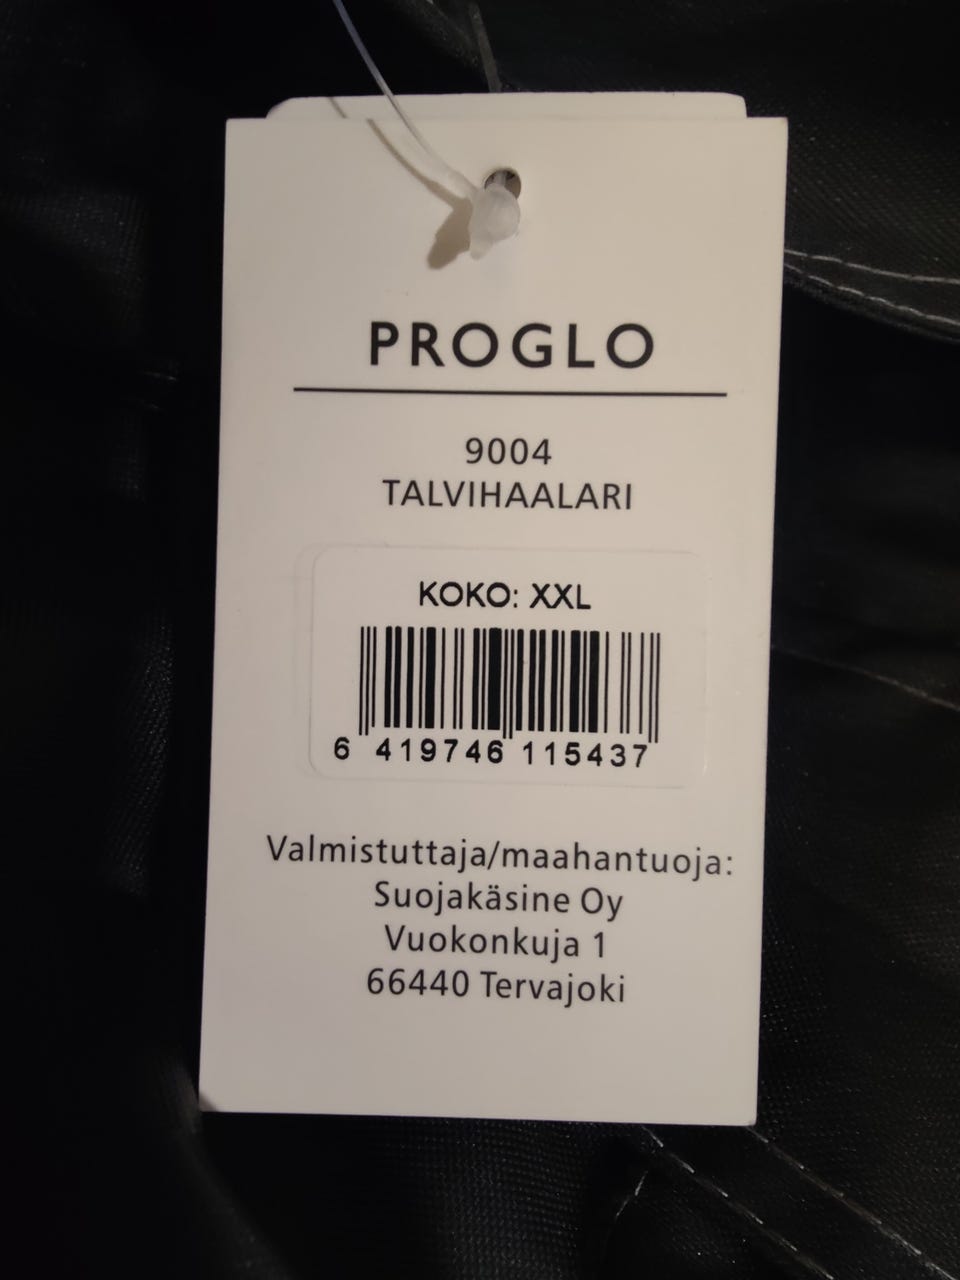 PROGLO
9004
TALVIHAALARI
KOKO: XXL
6 419746 115437
Valmistuttaja/maahantuoja:
Suojakäsine Oy
Vuokonkuja 1
66440 Tervajoki